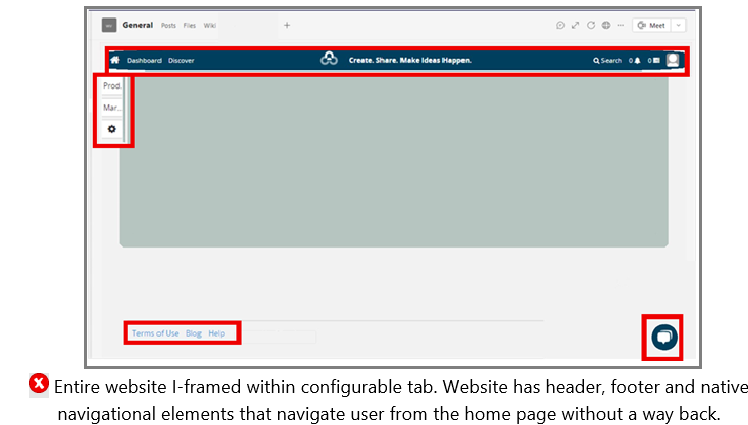 General Posts Files Wiki + Meet
Dashboard Discover Create. Share. Make Ideas Happen. Search 0 0
Prod..
Mar...
Terms of Use Blog Help
Entire website I-framed within configurable tab. Website has header, footer and native
navigational elements that navigate user from the home page without a way back.